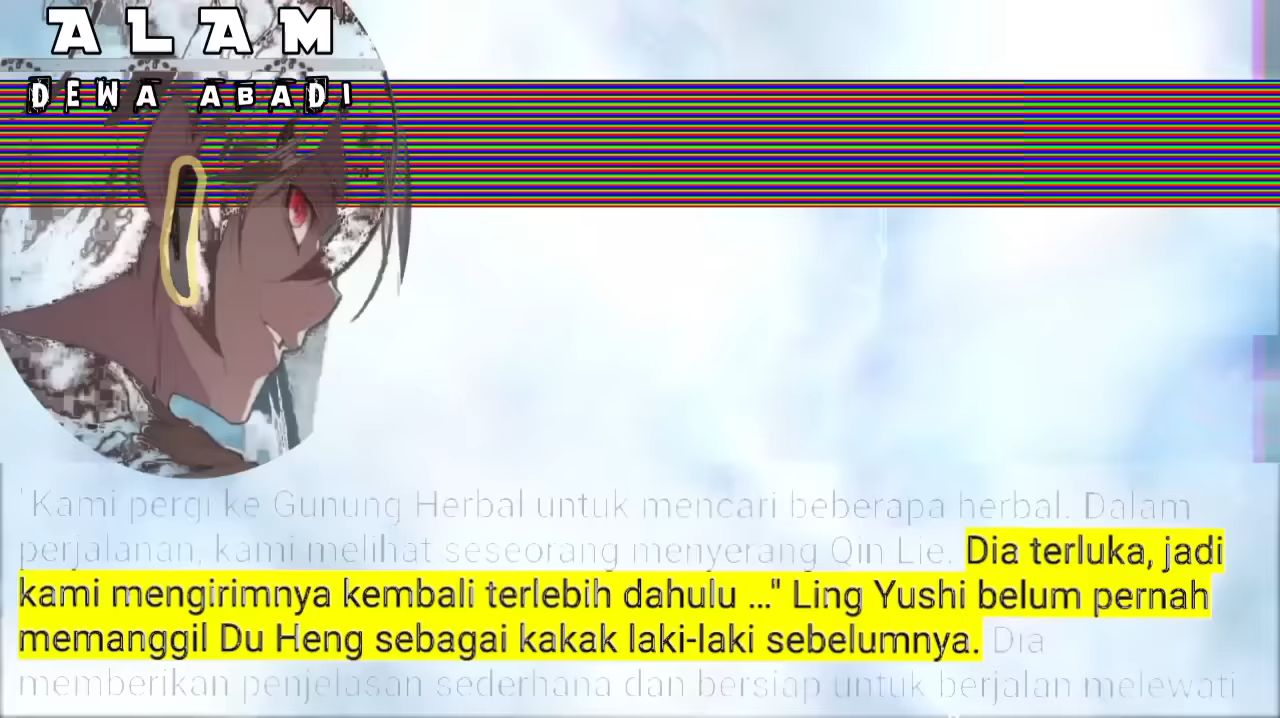 ALAM
DEWA ABADI
"Kami pergi ke Gunung Herbal untuk mencari beberapa herbal. Dalam
perjalanan, kami melihat seseorang menyerang Qin Lie. Dia terluka, jadi
kami mengirimnya kembali terlebih dahulu ..." Ling Yushi belum pernah
memanggil Du Heng sebagai kakak laki-laki sebelumnya. Dia
memberikan penjelasan sederhana dan bersiap untuk berjalan melewati